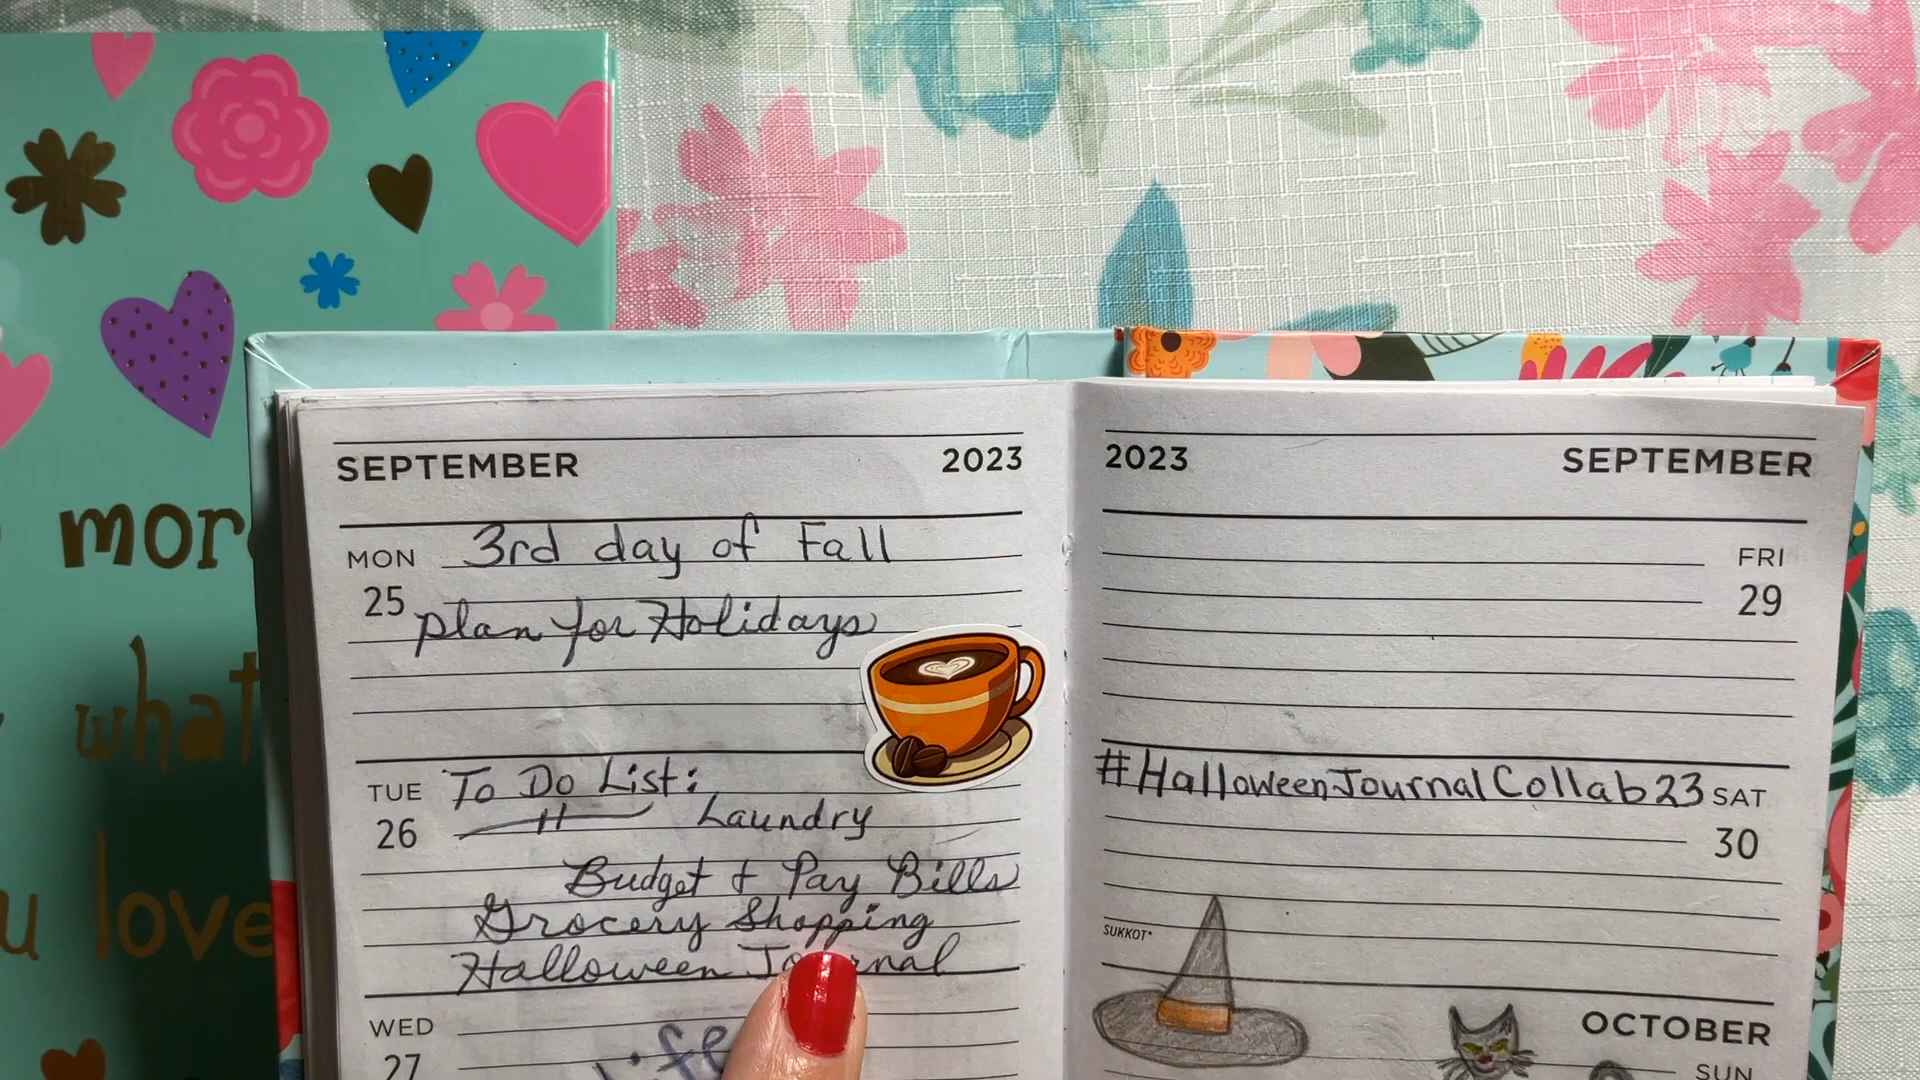 more
what
u love
SEPTEMBER 2023
MON 3rd day of Fall
25 plan for Holidays
TUE To Do List:
26 Laundry
Budget + Pay Bills
Grocery Shopping
Halloween
WED
27 life
2023 SEPTEMBER
FRI
29
#HalloweenJournalCollab23 SAT
30
SUKKOT*
OCTOBER
SUN